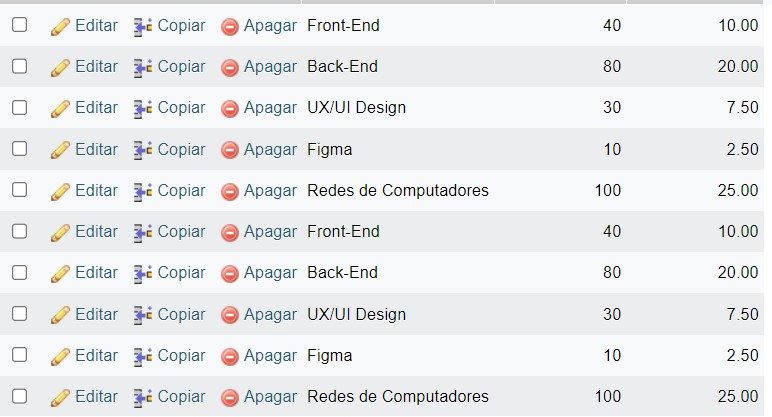 Editar Copiar Apagar Front-End 40 10.00
Editar Copiar Apagar Back-End 80 20.00
Editar Copiar Apagar UX/UI Design 30 7.50
Editar Copiar Apagar Figma 10 2.50
Editar Copiar Apagar Redes de Computadores 100 25.00
Editar Copiar Apagar Front-End 40 10.00
Editar Copiar Apagar Back-End 80 20.00
Editar Copiar Apagar UX/UI Design 30 7.50
Editar Copiar Apagar Figma 10 2.50
Editar Copiar Apagar Redes de Computadores 100 25.00